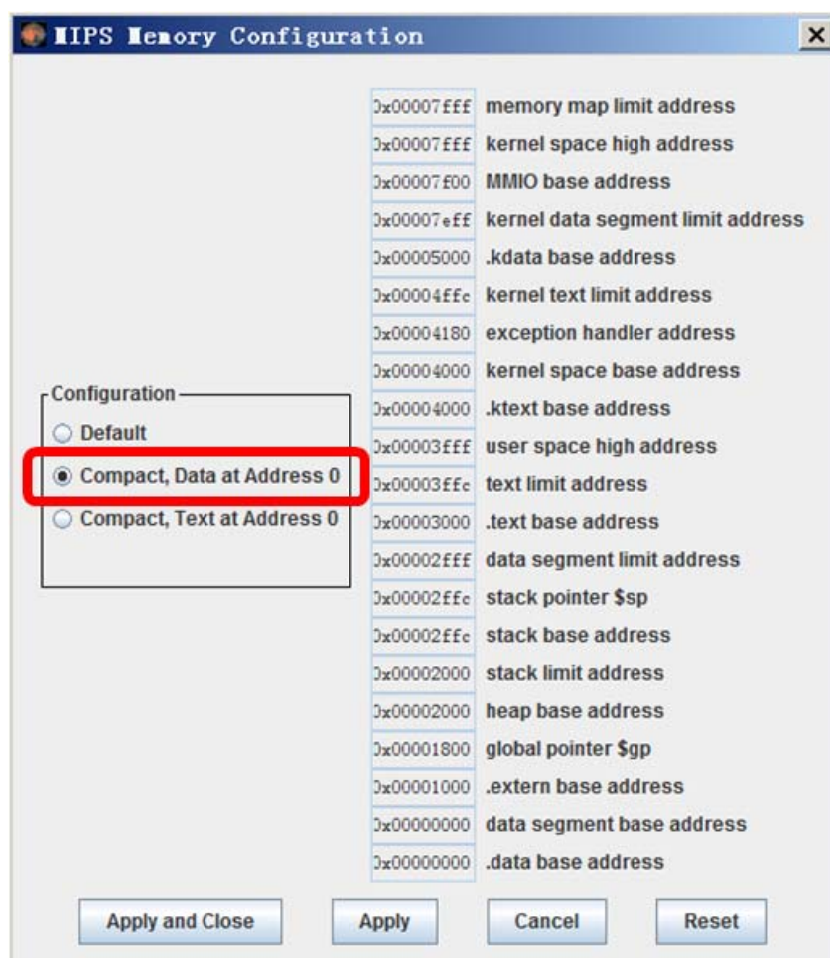 MIPS Memory Configuration
0x00007fff memory map limit address
0x00007fff kernel space high address
0x00007f00 MMIO base address
0x00007eff kernel data segment limit address
0x00005000 .kdata base address
0x00004ffc kernel text limit address
0x00004180 exception handler address
0x00004000 kernel space base address
0x00004000 .ktext base address
0x00003fff user space high address
0x00003ffc text limit address
0x00003000 .text base address
0x00002fff data segment limit address
0x00002ffc stack pointer $sp
0x00002ffc stack base address
0x00002000 stack limit address
0x00002000 heap base address
0x00001800 global pointer $gp
0x00001000 .extern base address
0x00000000 data segment base address
0x00000000 .data base address
Configuration
Default
Compact, Data at Address 0
Compact, Text at Address 0
Apply and Close Apply Cancel Reset